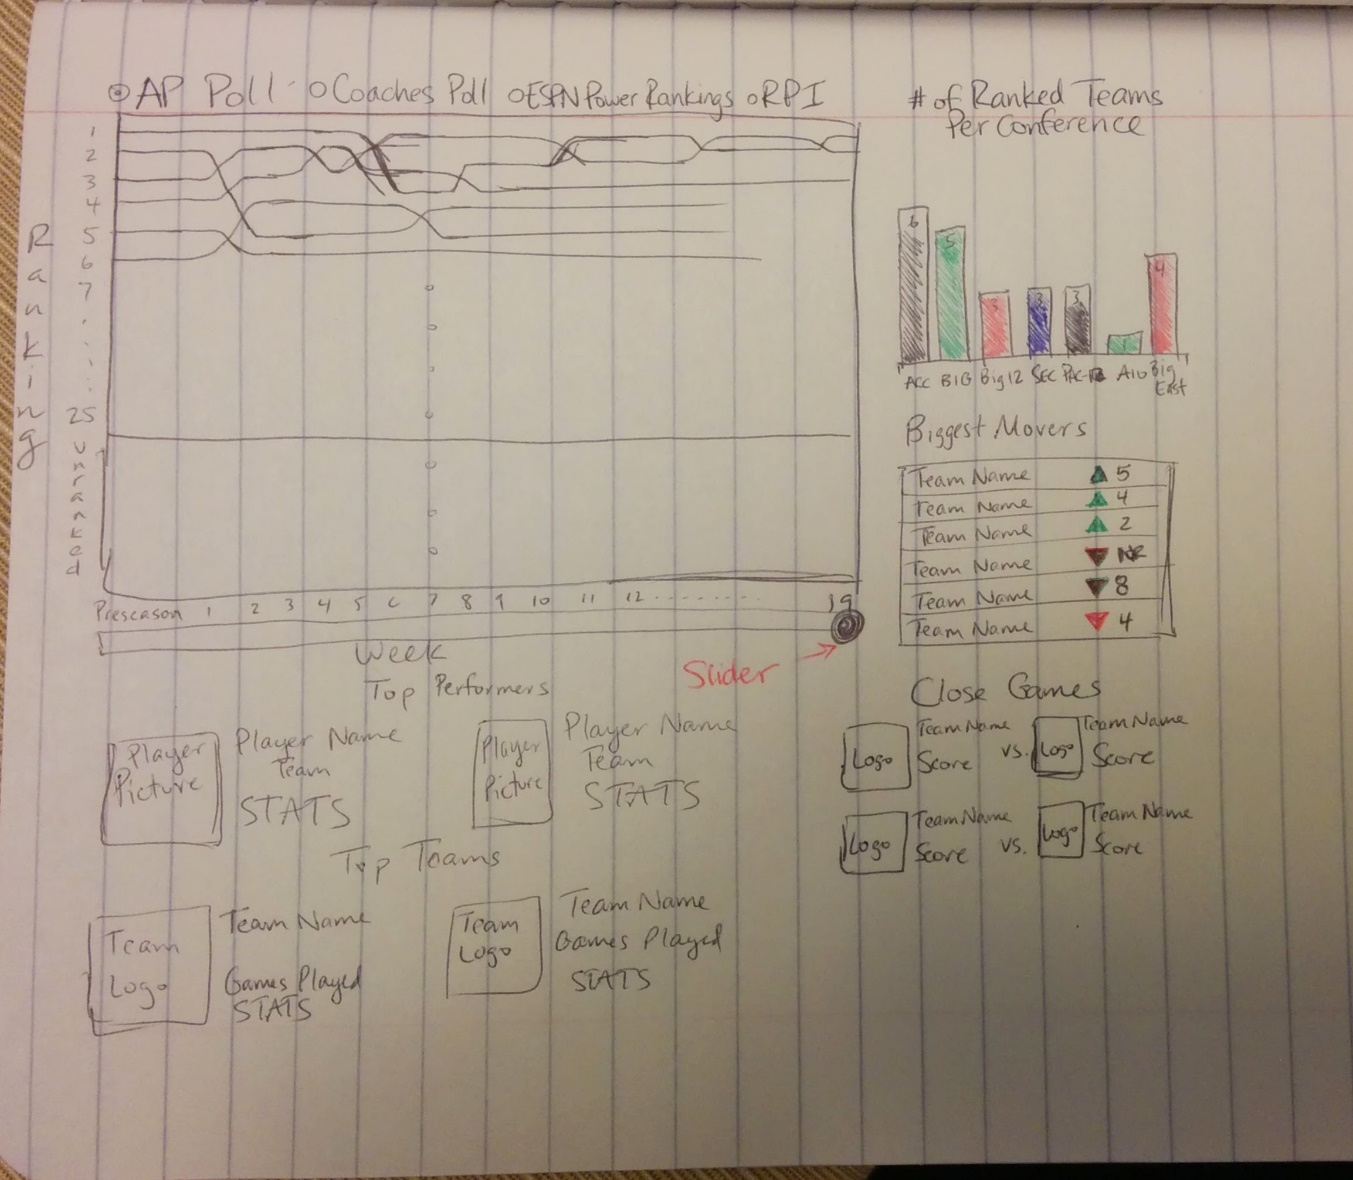 AP Poll Coaches Poll ESPN Power Rankings RPI
Ranking
1
2
3
4
5
6
7
25
unranked
Preseason 1 2 3 4 5 6 7 8 9 10 11 12 19
Week
Slider
# of Ranked Teams
Per Conference
6 5 3 3 3 1 4
ACC B1G Big 12 SEC PAC-12 A10 Big
East
Biggest Movers
Team Name 5
Team Name 4
Team Name 2
Team Name NR
Team Name 8
Team Name 4
Top Performers
Player
Picture
Player Name
Team
STATS
Player
Picture
Player Name
Team
STATS
Close Games
Logo
Team Name
Score
vs.
Logo
Team Name
Score
Logo
Team Name
Score
vs.
Logo
Team Name
Score
Top Teams
Team
Logo
Team Name
Games Played
STATS
Team
Logo
Team Name
Games Played
STATS